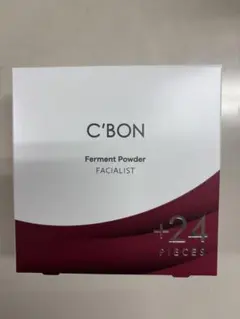 C'BON
Ferment Powder
FACIALIST
+24
PIECES